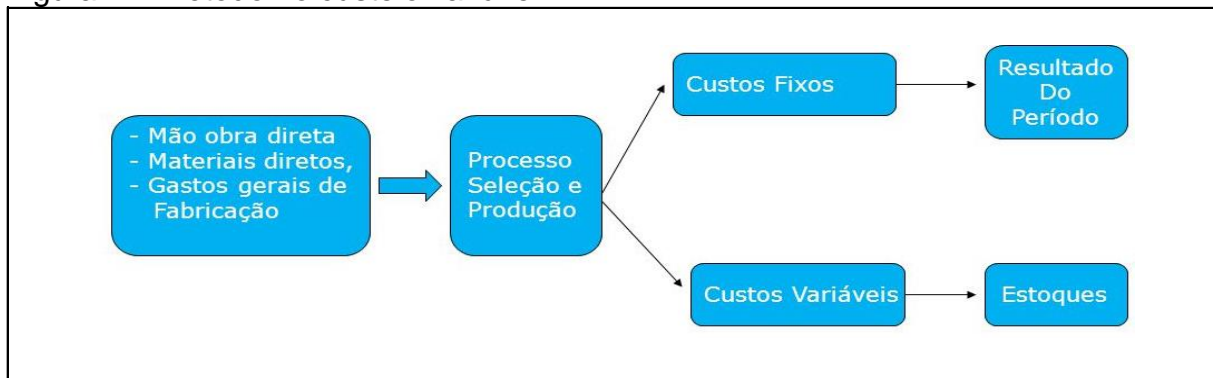 - Mão obra direta
- Materiais diretos,
- Gastos gerais de
Fabricação
Processo
Seleção e
Produção
Custos Fixos
Resultado
Do
Período
Custos Variáveis
Estoques